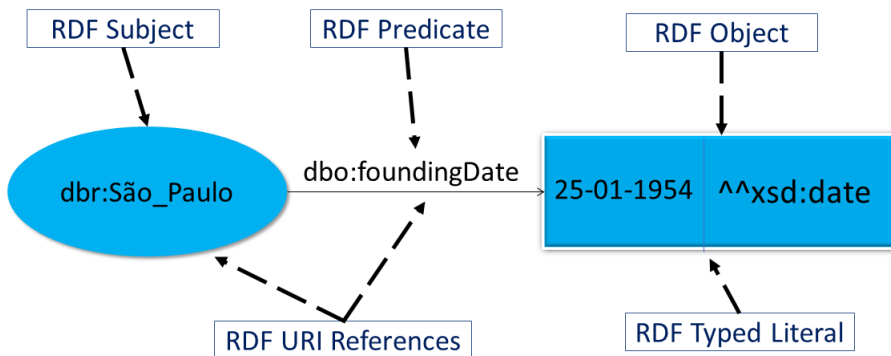 RDF Subject
RDF Predicate
RDF Object
dbr:São_Paulo
dbo:foundingDate
25-01-1954
^^xsd:date
RDF URI References
RDF Typed Literal